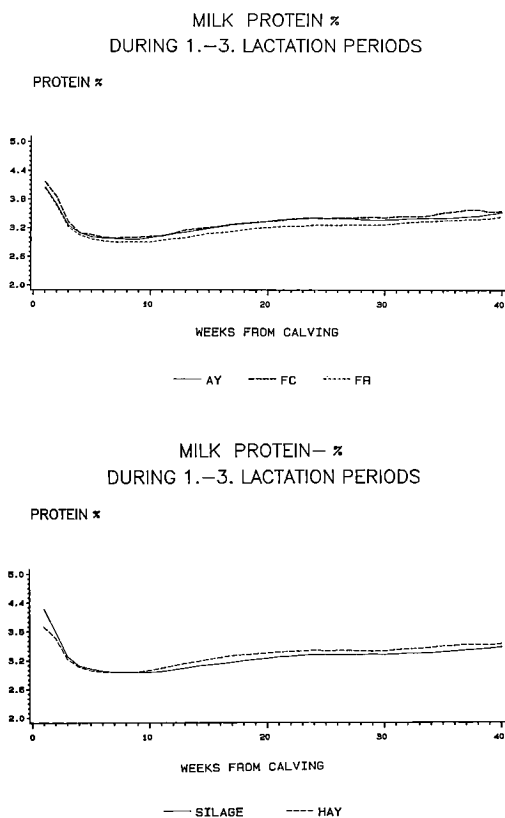 MILK PROTEIN %
DURING 1.–3. LACTATION PERIODS
PROTEIN %
5.0
4.4
3.8
3.2
2.6
2.0
0 10 20 30 40
WEEKS FROM CALVING
AY FC FR
MILK PROTEIN– %
DURING 1.–3. LACTATION PERIODS
PROTEIN %
5.0
4.4
3.8
3.2
2.6
2.0
0 10 20 30 40
WEEKS FROM CALVING
SILAGE HAY